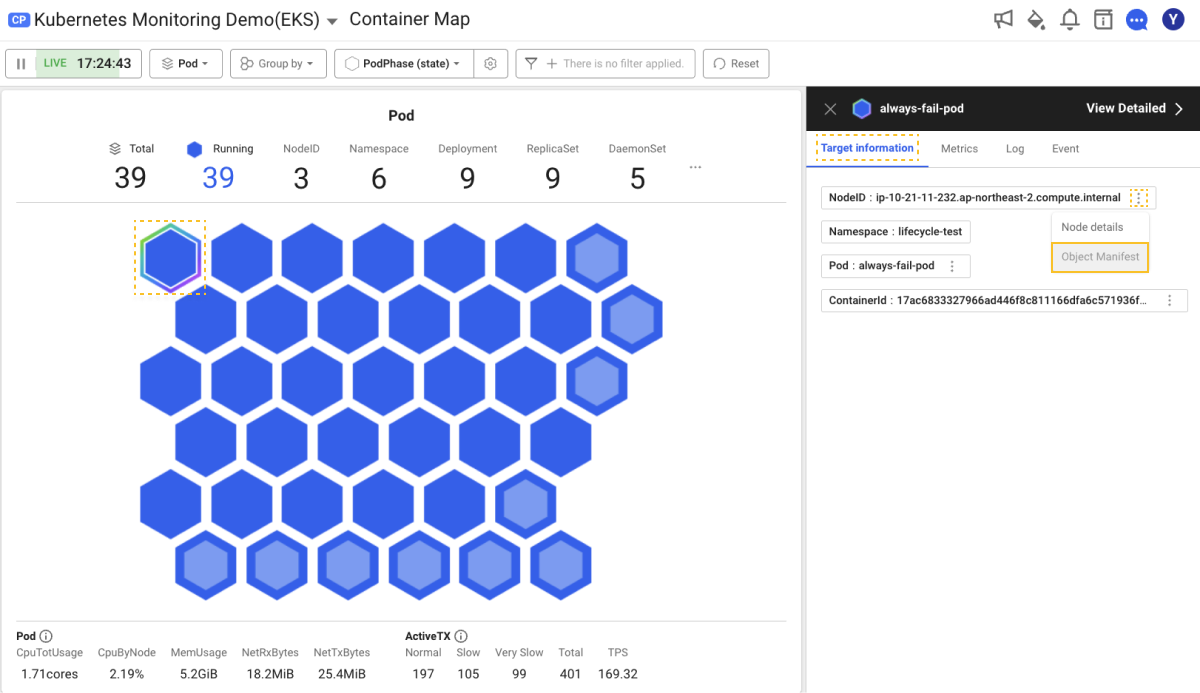 CP Kubernetes Monitoring Demo(EKS) Container Map
Y
LIVE 17:24:43 Pod Group by PodPhase (state) There is no filter applied. Reset
Pod
Total Running NodeID Namespace Deployment ReplicaSet DaemonSet
39 39 3 6 9 9 5 ...
Pod
CpuTotUsage CpuByNode MemUsage NetRxBytes NetTxBytes
1.71cores 2.19% 5.2GiB 18.2MiB 25.4MiB
ActiveTX
Normal Slow Very Slow Total TPS
197 105 99 401 169.32
always-fail-pod View Detailed
Target information Metrics Log Event
NodeID : ip-10-21-11-232.ap-northeast-2.compute.internal
Node details
Object Manifest
Namespace : lifecycle-test
Pod : always-fail-pod
ContainerId : 17ac6833327966ad446f8c811166dfa6c571936f...